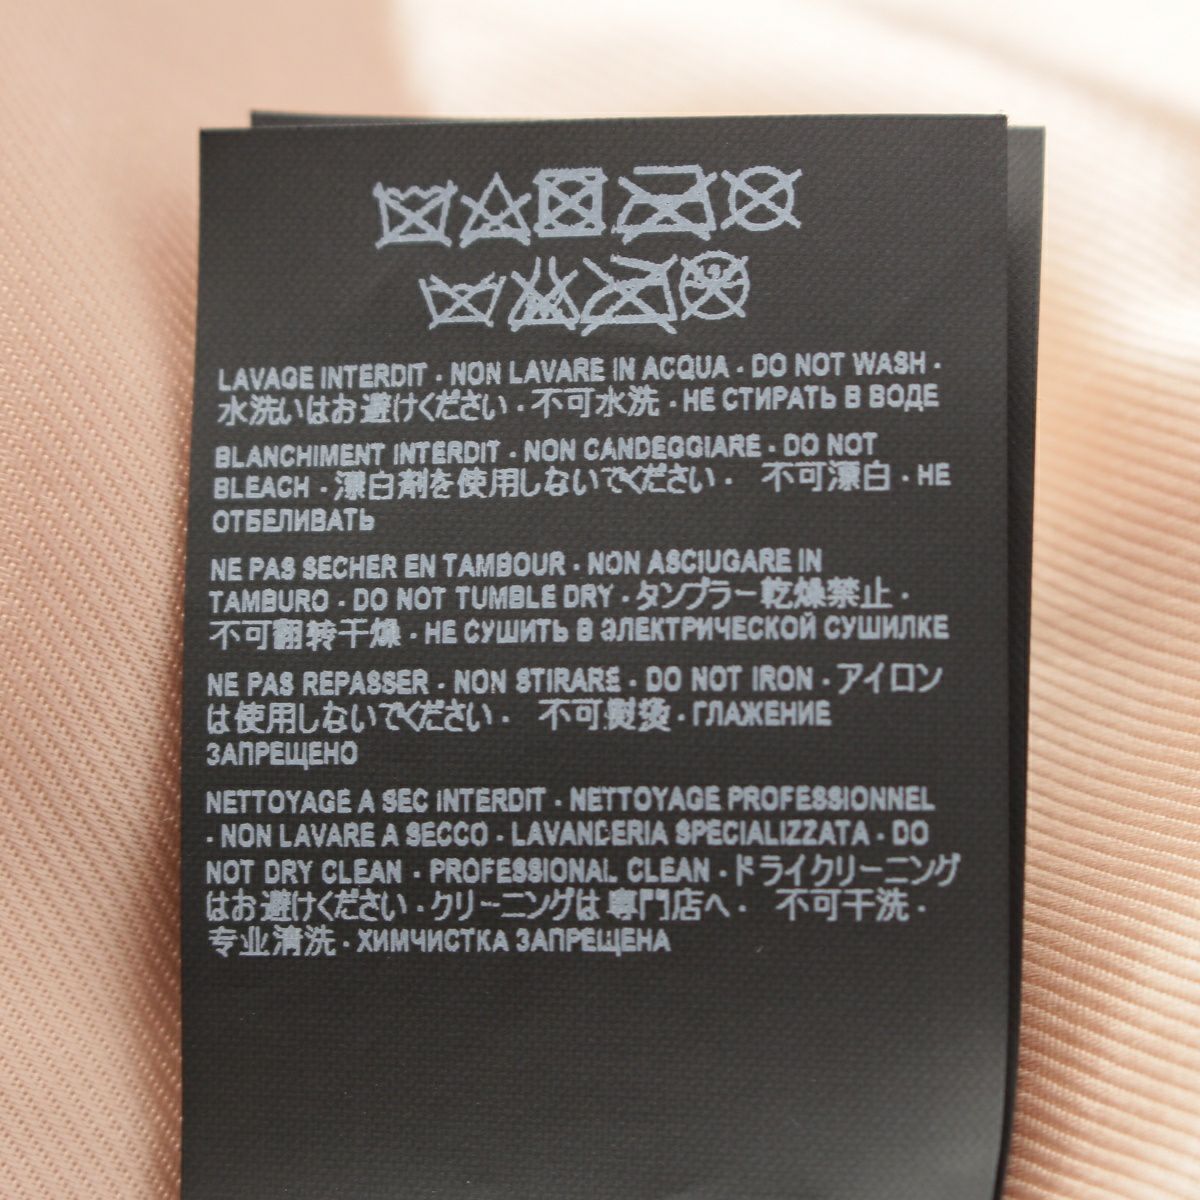 LAVAGE INTERDIT · NON LAVARE IN ACQUA · DO NOT WASH ·
水洗いはお避けください · 不可水洗 · НЕ СТИРАТЬ В ВОДЕ
BLANCHIMENT INTERDIT · NON CANDEGGIARE · DO NOT
BLEACH · 漂白剤を使用しないでください · 不可漂白 · НЕ
ОТБЕЛИВАТЬ
NE PAS SECHER EN TAMBOUR · NON ASCIUGARE IN
TAMBURO · DO NOT TUMBLE DRY · タンブラー乾燥禁止 ·
不可翻转干燥 · НЕ СУШИТЬ В ЭЛЕКТРИЧЕСКОЙ СУШИЛКЕ
NE PAS REPASSER · NON STIRARE · DO NOT IRON · アイロン
は使用しないでください · 不可熨烫 · ГЛАЖЕНИЕ
ЗАПРЕЩЕНО
NETTOYAGE A SEC INTERDIT · NETTOYAGE PROFESSIONNEL
· NON LAVARE A SECCO · LAVANDERIA SPECIALIZZATA · DO
NOT DRY CLEAN · PROFESSIONAL CLEAN · ドライクリーニング
はお避けください · クリーニングは専門店へ · 不可干洗 ·
专业清洗 · ХИМЧИСТКА ЗАПРЕЩЕНА